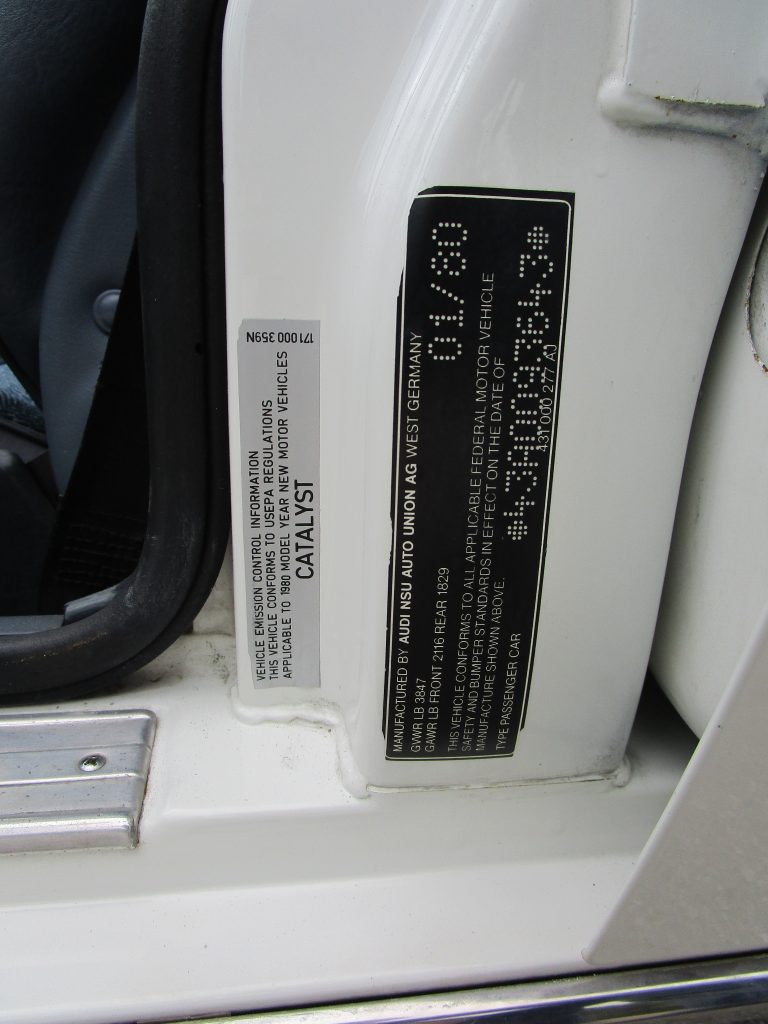 171 000 359N
VEHICLE EMISSION CONTROL INFORMATION
THIS VEHICLE CONFORMS TO USEPA REGULATIONS
APPLICABLE TO 1980 MODEL YEAR NEW MOTOR VEHICLES
CATALYST
MANUFACTURED BY AUDI NSU AUTO UNION AG WEST GERMANY
GVWR LB 3847
GAWR LB FRONT 2116 REAR 1829
01/80
THIS VEHICLE CONFORMS TO ALL APPLICABLE FEDERAL MOTOR VEHICLE
SAFETY AND BUMPER STANDARDS IN EFFECT ON THE DATE OF
MANUFACTURE SHOWN ABOVE.
TYPE PASSENGER CAR
*43A0093643*
431 000 277 AJ